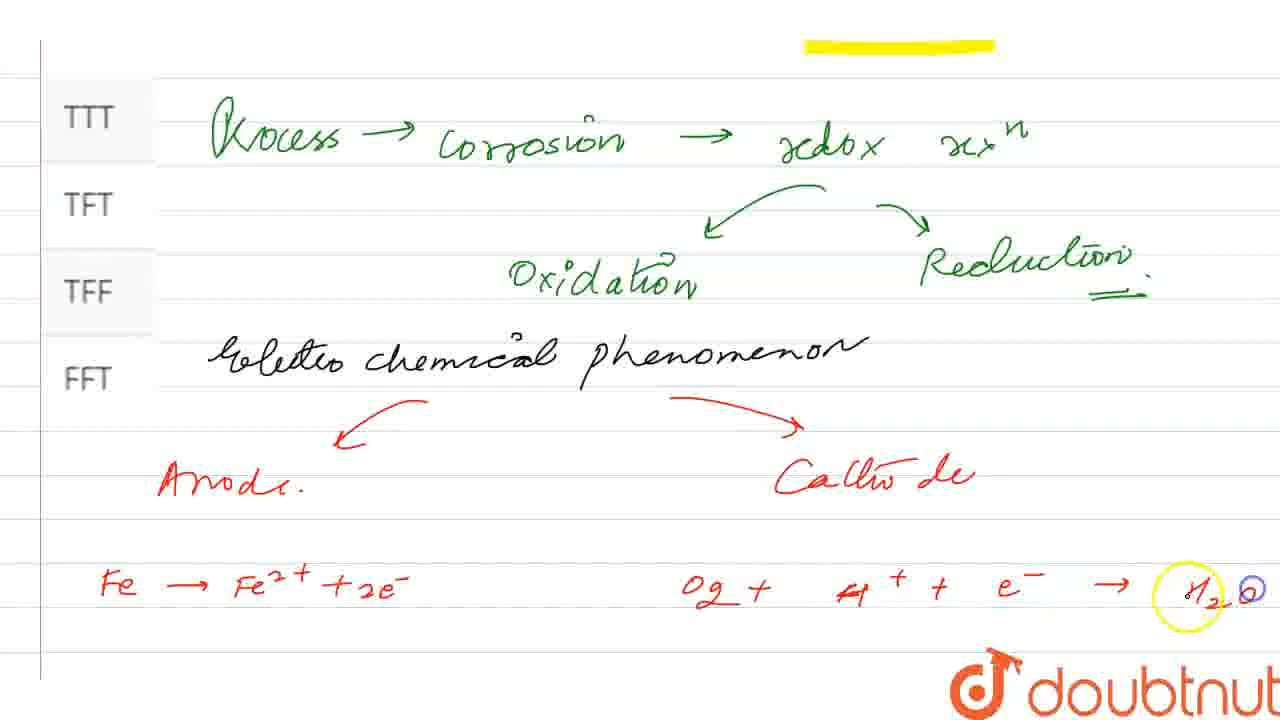 TTT
Process → corrosion → redox rxⁿ
TFT
Oxidation Reduction.
TFF
Electro chemical phenomenon
FFT
Anode. Cathode
Fe → Fe²⁺ + 2e⁻ O₂ + H⁺ + e⁻ → H₂O
doubtnut